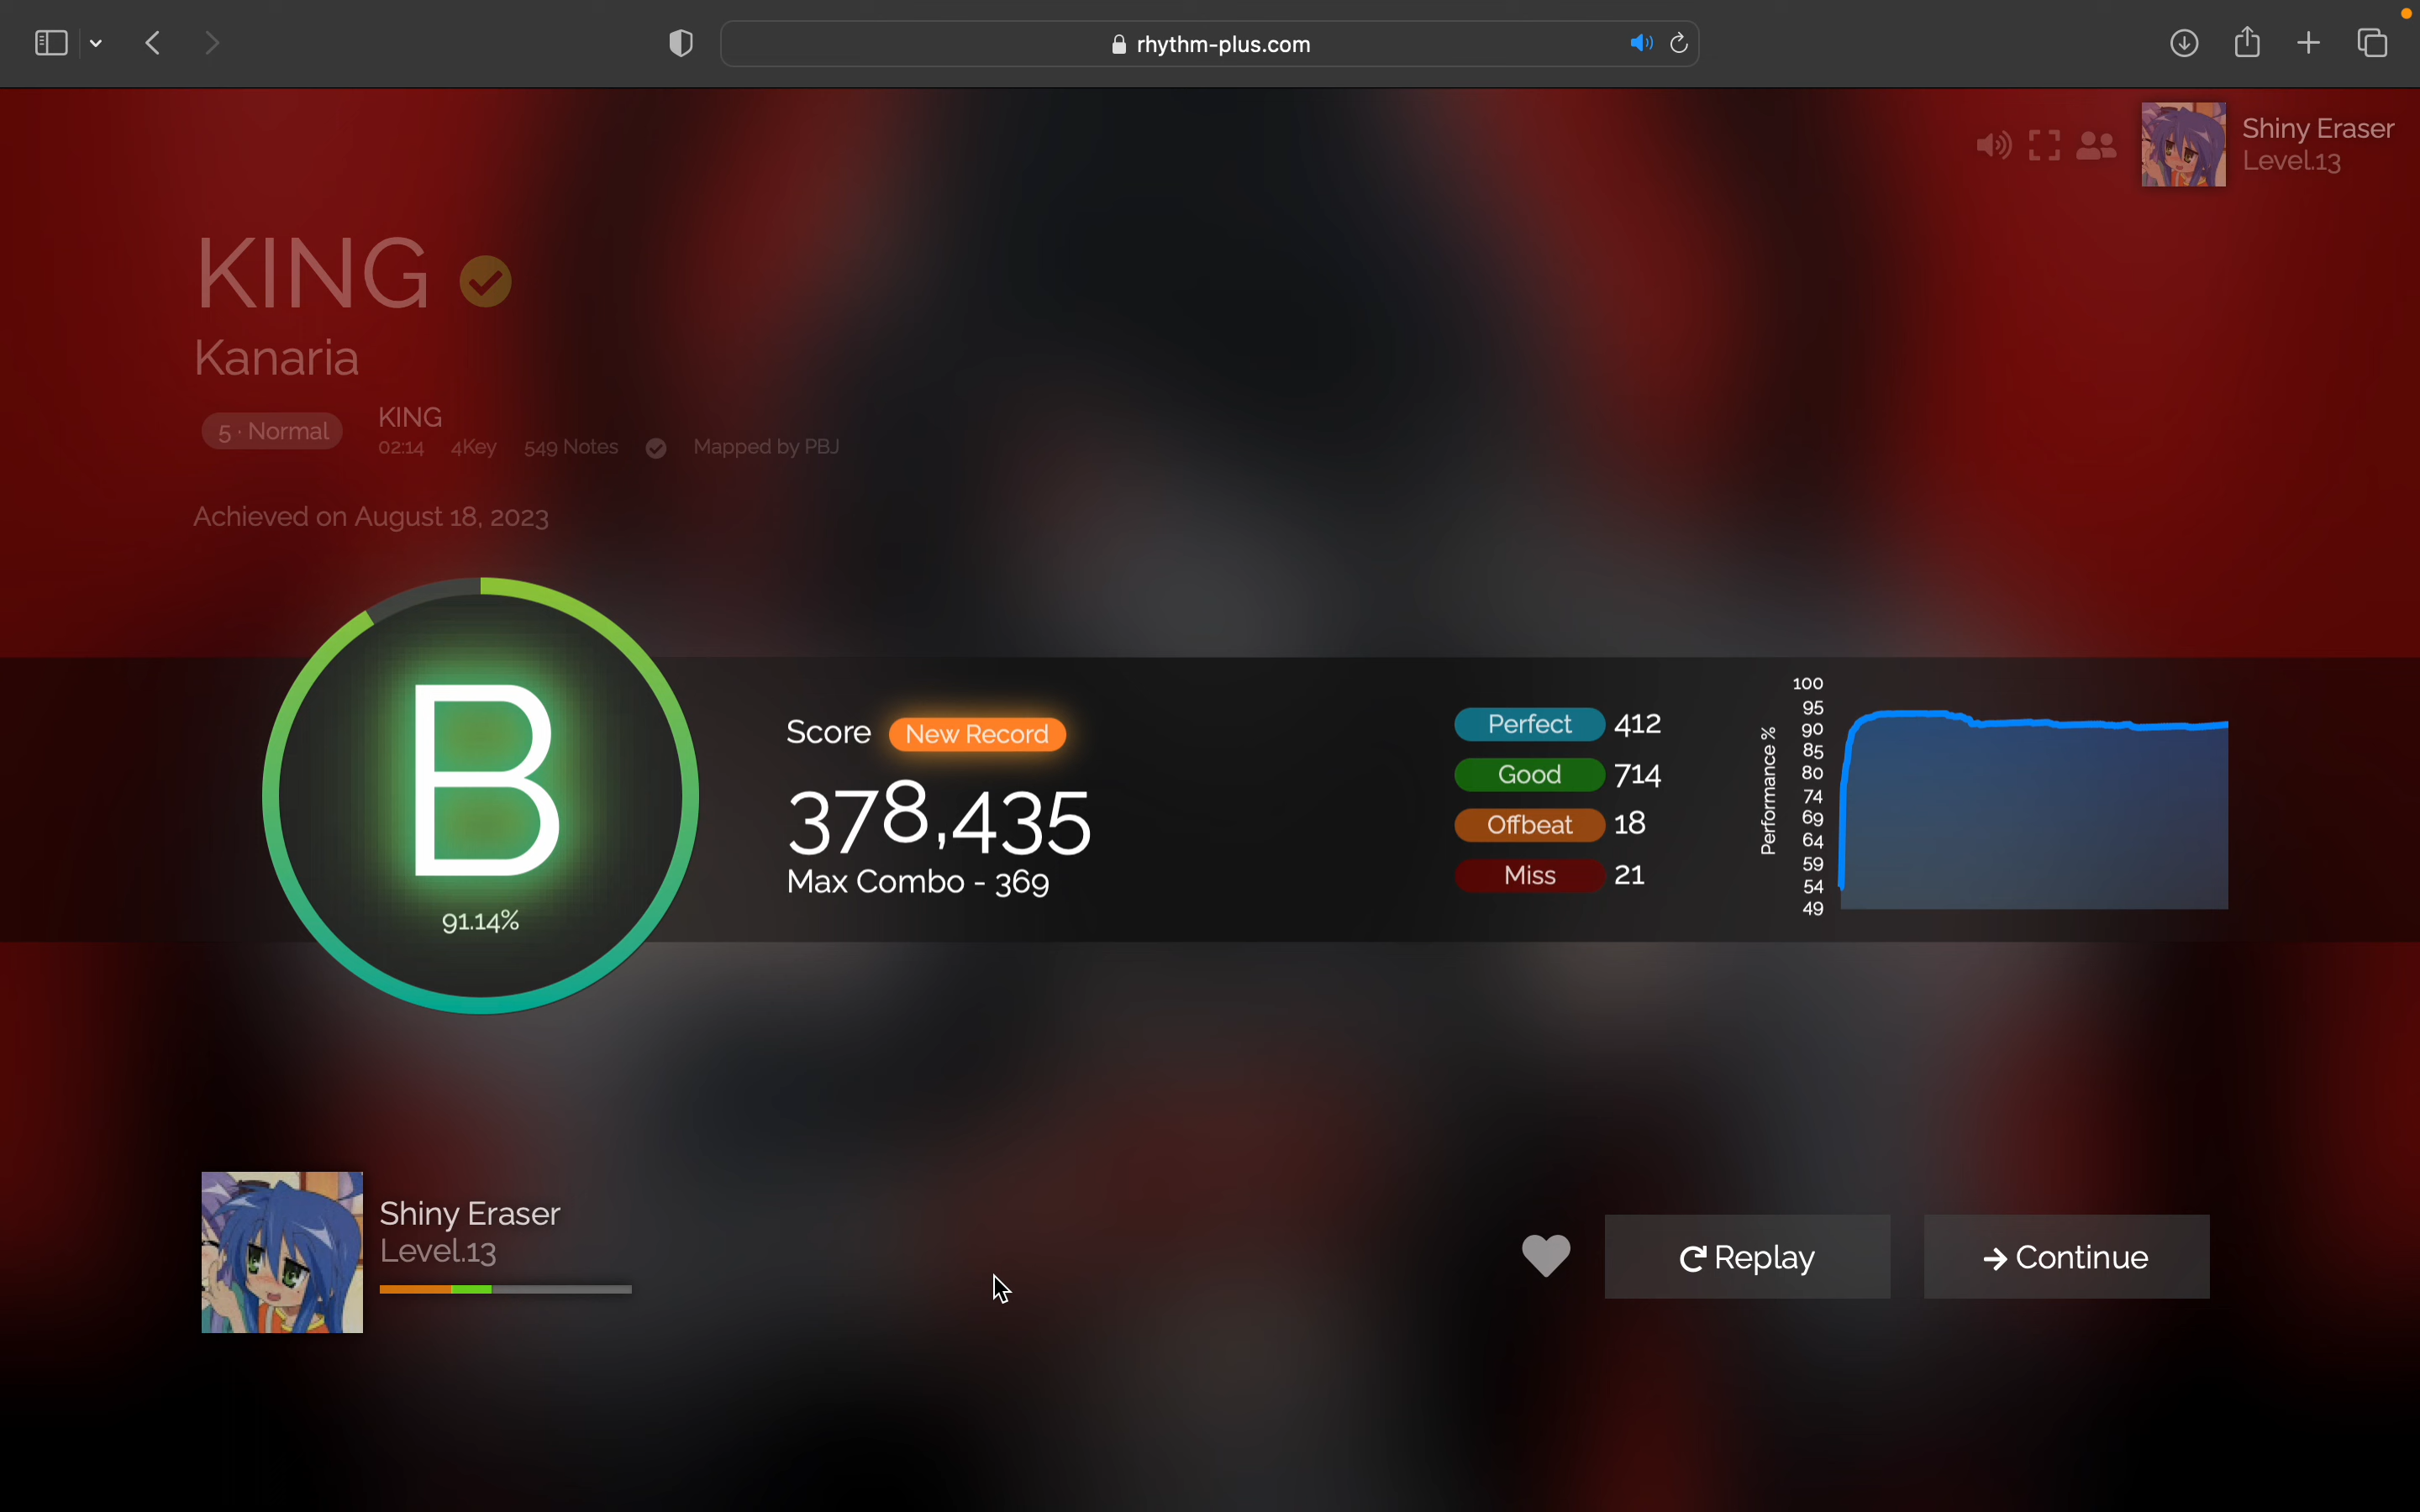 rhythm-plus.com
Shiny Eraser
Level.13
KING
Kanaria
5 · Normal
KING
02:14 4Key 549 Notes Mapped by PBJ
Achieved on August 18, 2023
B
91.14%
Score New Record
378,435
Max Combo - 369
Perfect 412
Good 714
Offbeat 18
Miss 21
Performance %
100
95
90
85
80
74
69
64
59
54
49
Shiny Eraser
Level.13
Replay
Continue